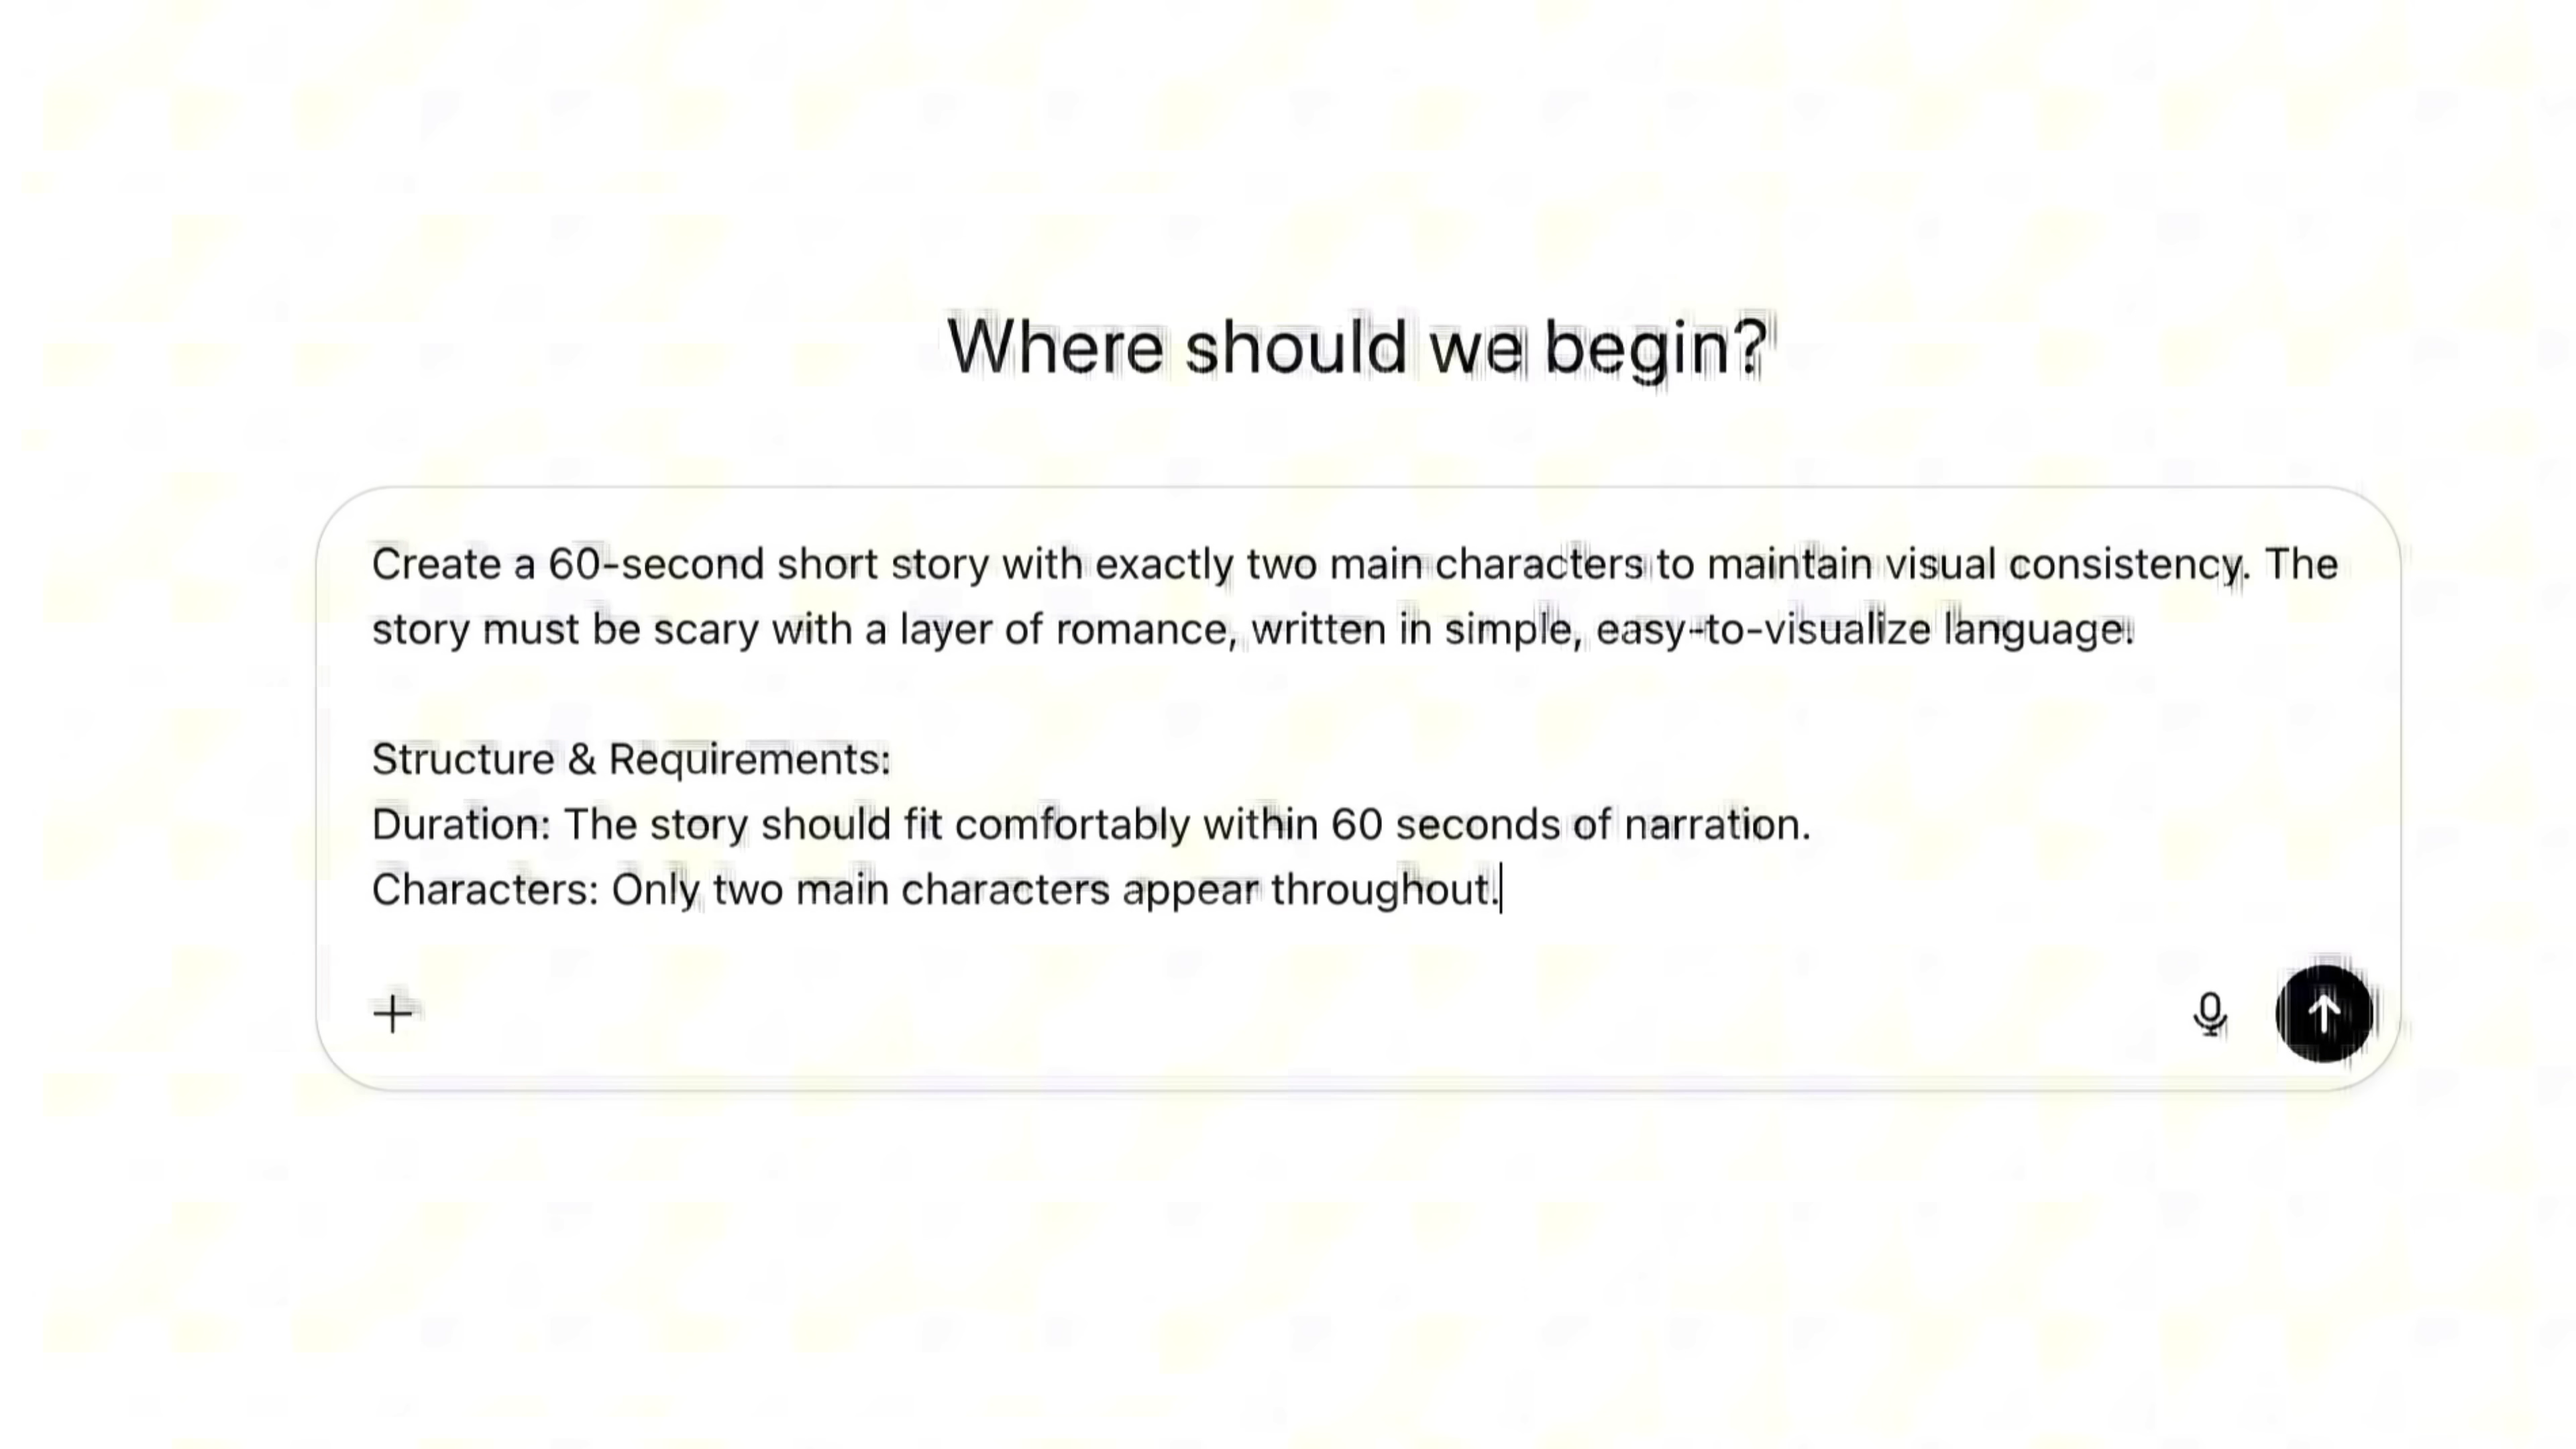 Where should we begin?
Create a 60-second short story with exactly two main characters to maintain visual consistency. The
story must be scary with a layer of romance, written in simple, easy-to-visualize language.
Structure & Requirements:
Duration: The story should fit comfortably within 60 seconds of narration.
Characters: Only two main characters appear throughout.